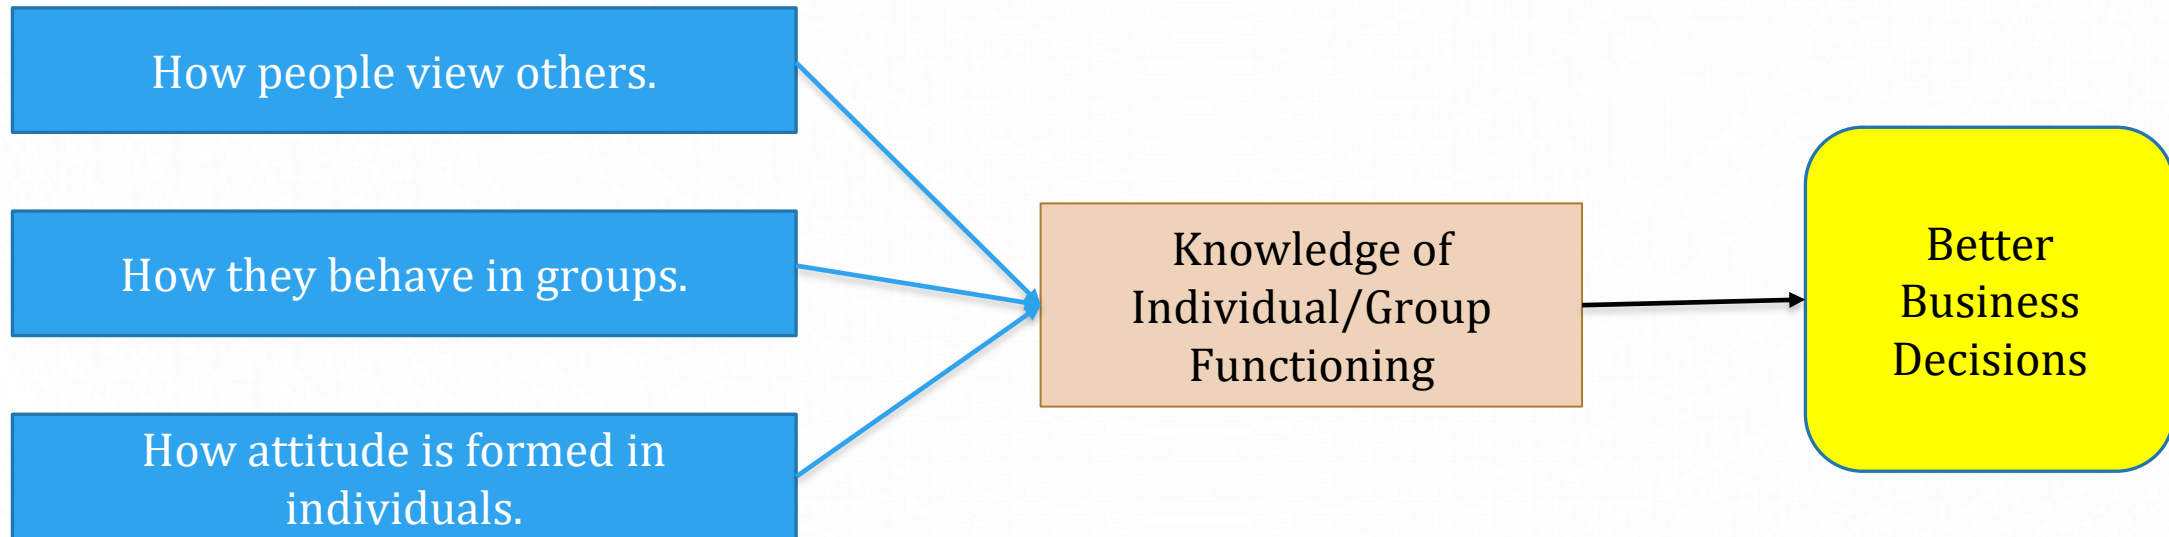 How people view others.
How they behave in groups.
How attitude is formed in
individuals.
Knowledge of
Individual/Group
Functioning
Better
Business
Decisions